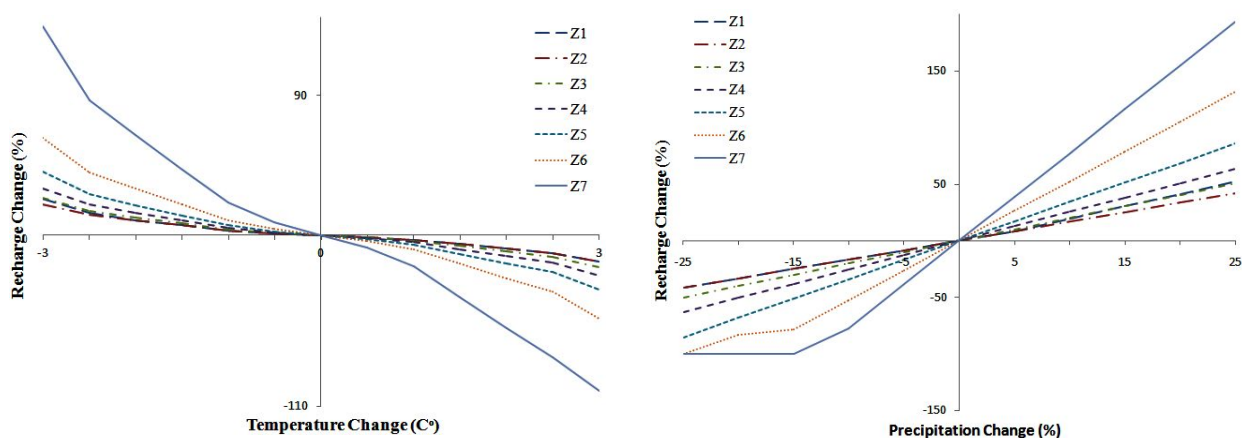 Z1
Z2
Z3
Z4
Z5
Z6
Z7
90
-3
0
3
-110
Recharge Change (%)
Temperature Change (C°)
Z1
Z2
Z3
Z4
Z5
Z6
Z7
150
50
-25
-15
-5
5
15
25
-50
-150
Recharge Change (%)
Precipitation Change (%)